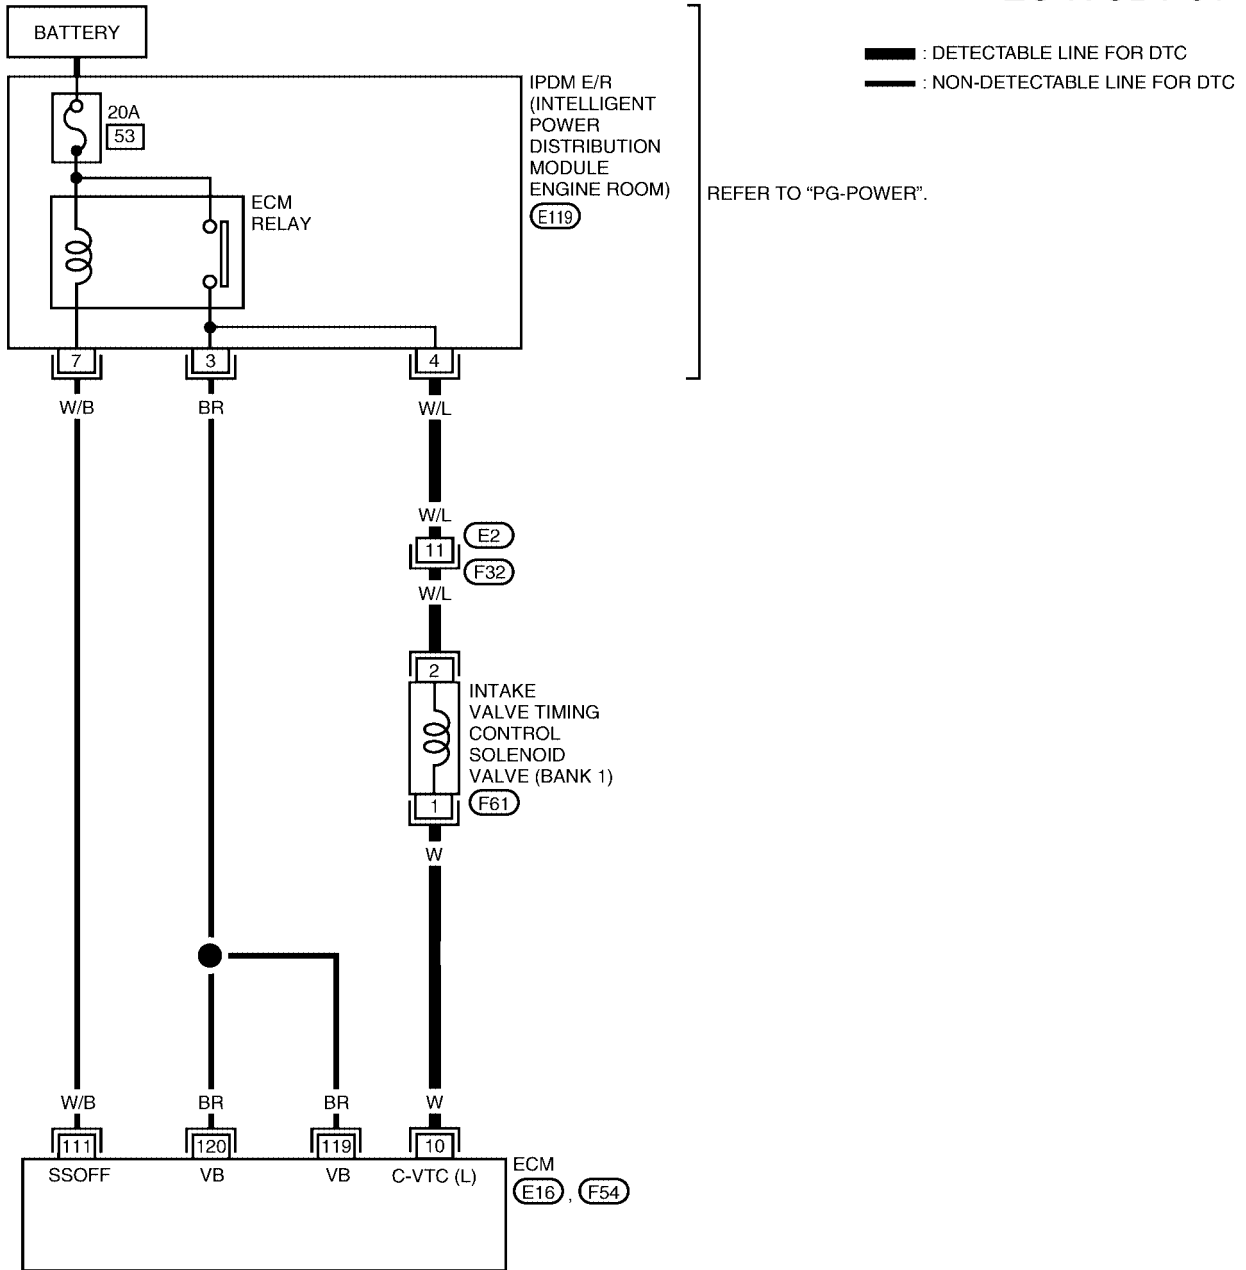 BATTERY
: DETECTABLE LINE FOR DTC
: NON-DETECTABLE LINE FOR DTC
IPDM E/R
(INTELLIGENT
POWER
DISTRIBUTION
MODULE
ENGINE ROOM)
E119
20A
53
REFER TO “PG-POWER”.
ECM
RELAY
7 3 4
W/B BR W/L
W/L
11
E2
F32
W/L
2
INTAKE
VALVE TIMING
CONTROL
SOLENOID
VALVE (BANK 1)
1
F61
W
W/B BR BR W
111 120 119 10
SSOFF VB VB C-VTC (L)
ECM
E16 , F54